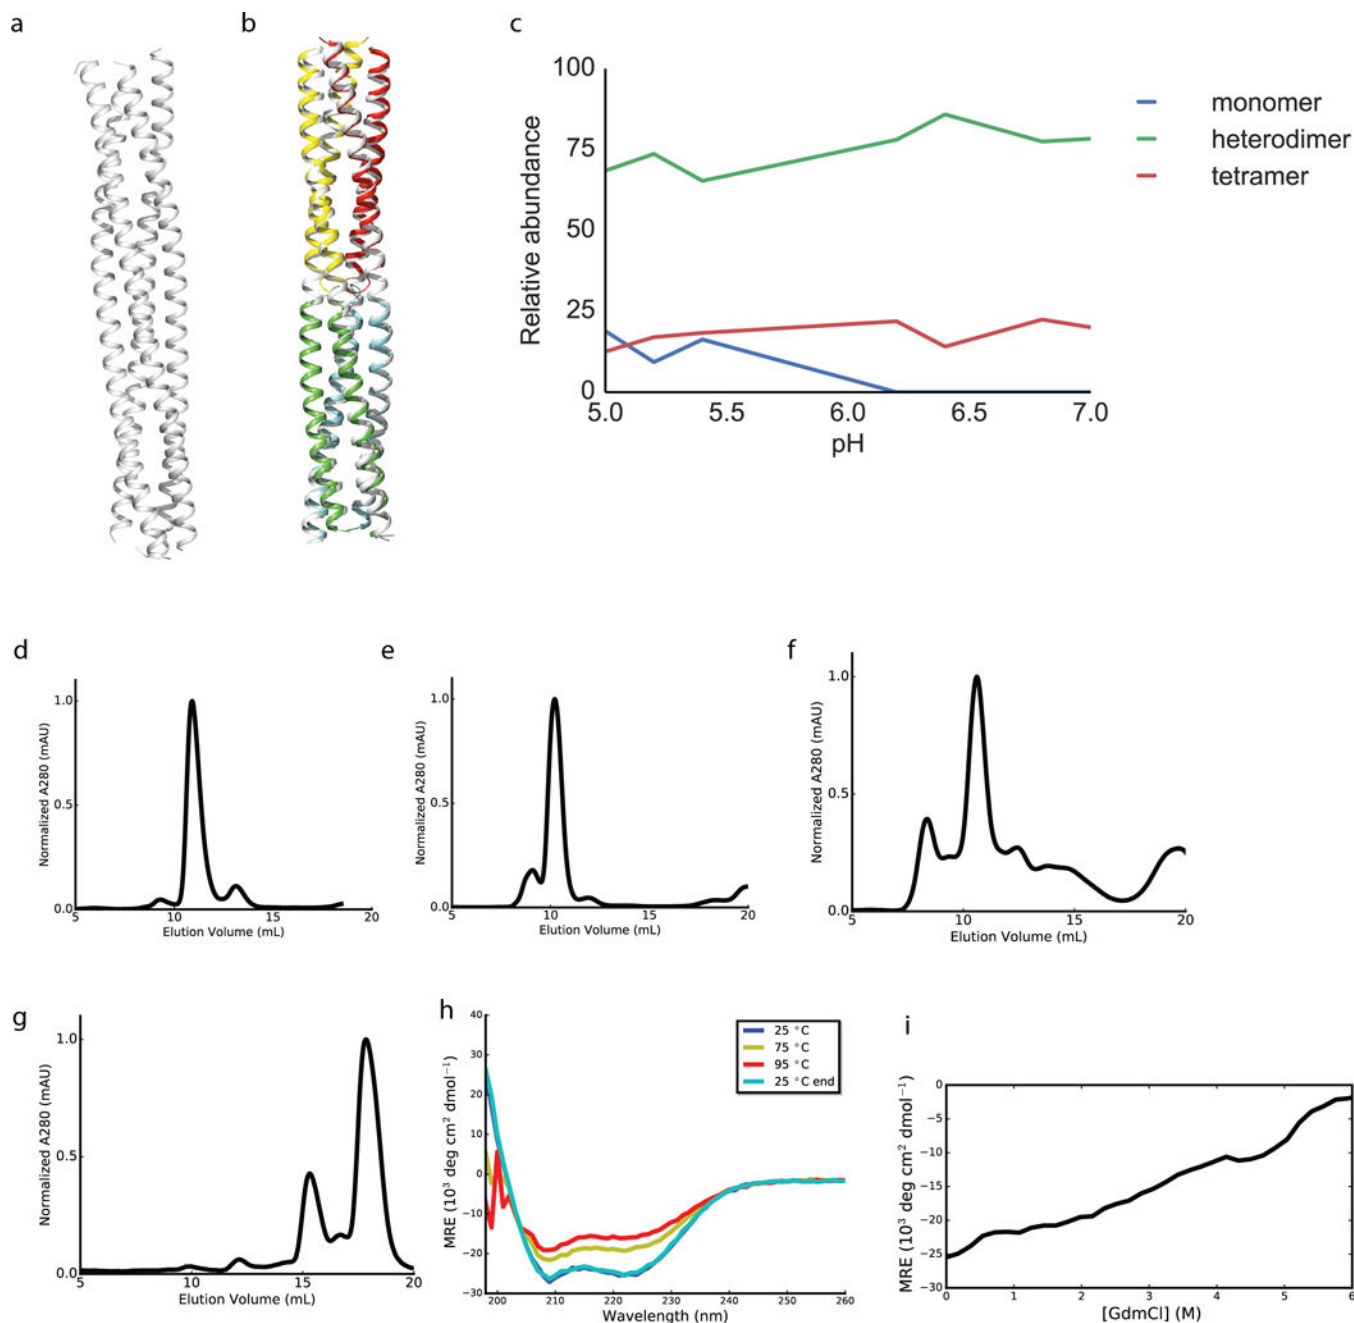 a
b
c
100
75
50
25
0
Relative abundance
5.0 5.5 6.0 6.5 7.0
pH
monomer
heterodimer
tetramer
d
1.0
0.5
0.0
Normalized A280 (mAU)
5 10 15 20
Elution Volume (mL)
e
1.0
0.5
0.0
Normalized A280 (mAU)
5 10 15 20
Elution Volume (mL)
f
1.0
0.5
0.0
Normalized A280 (mAU)
5 10 15 20
Elution Volume (mL)
g
1.0
0.5
0.0
Normalized A280 (mAU)
5 10 15 20
Elution Volume (mL)
h
40
30
20
10
0
−10
−20
−30
MRE (10³ deg cm² dmol⁻¹)
200 210 220 230 240 250 260
Wavelength (nm)
25 °C
75 °C
95 °C
25 °C end
i
0
−5
−10
−15
−20
−25
−30
MRE (10³ deg cm² dmol⁻¹)
0 1 2 3 4 5 6
[GdmCl] (M)